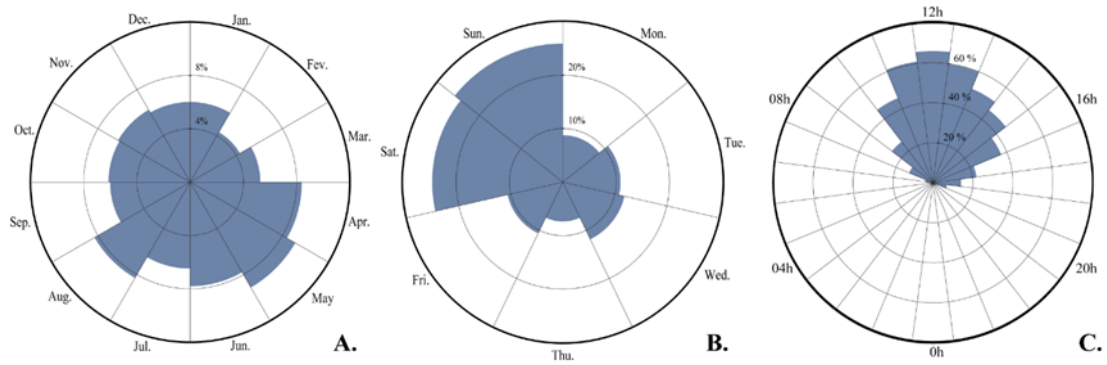 Dec.
Jan.
Nov.
Fev.
8%
Oct.
4%
Mar.
Sep.
Apr.
Aug.
May
Jul.
Jun.
A.
Sun.
Mon.
20%
Sat.
10%
Tue.
Fri.
Wed.
Thu.
B.
12h
60 %
08h
40 %
16h
20 %
04h
20h
0h
C.